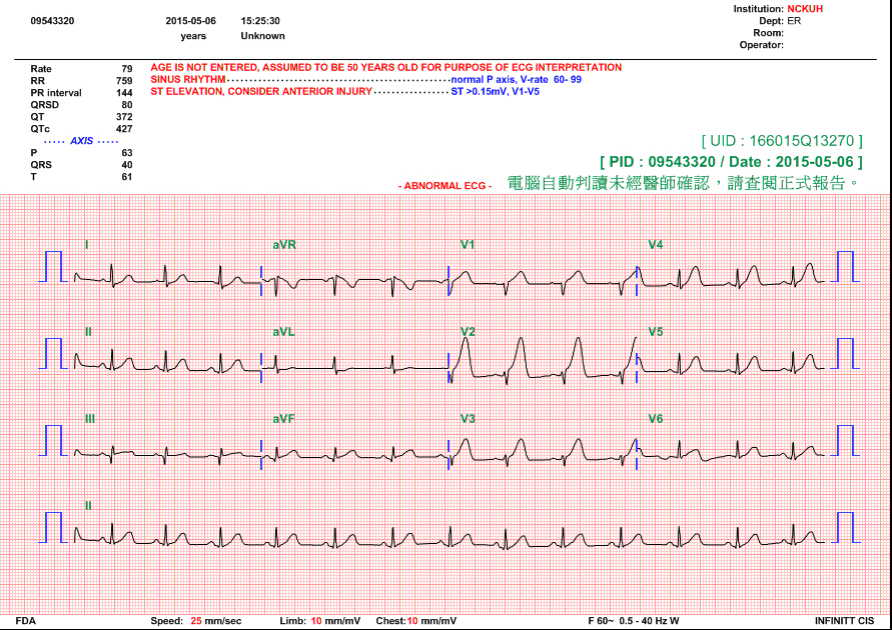 Institution: NCKUH
09543320 2015-05-06 15:25:30 Dept: ER
years Unknown Room:
Operator:
Rate 79 AGE IS NOT ENTERED, ASSUMED TO BE 50 YEARS OLD FOR PURPOSE OF ECG INTERPRETATION
RR 759 SINUS RHYTHM normal P axis, V-rate 60- 99
PR interval 144 ST ELEVATION, CONSIDER ANTERIOR INJURY ST >0.15mV, V1-V5
QRSD 80
QT 372
QTc 427
----- AXIS -----
P 63
QRS 40
T 61
[ UID : 166015Q13270 ]
[ PID : 09543320 / Date : 2015-05-06 ]
- ABNORMAL ECG - 電腦自動判讀未經醫師確認，請查閱正式報告。
I aVR V1 V4
II aVL V2 V5
III aVF V3 V6
II
FDA Speed: 25 mm/sec Limb: 10 mm/mV Chest:10 mm/mV F 60~ 0.5 - 40 Hz W INFINITT CIS